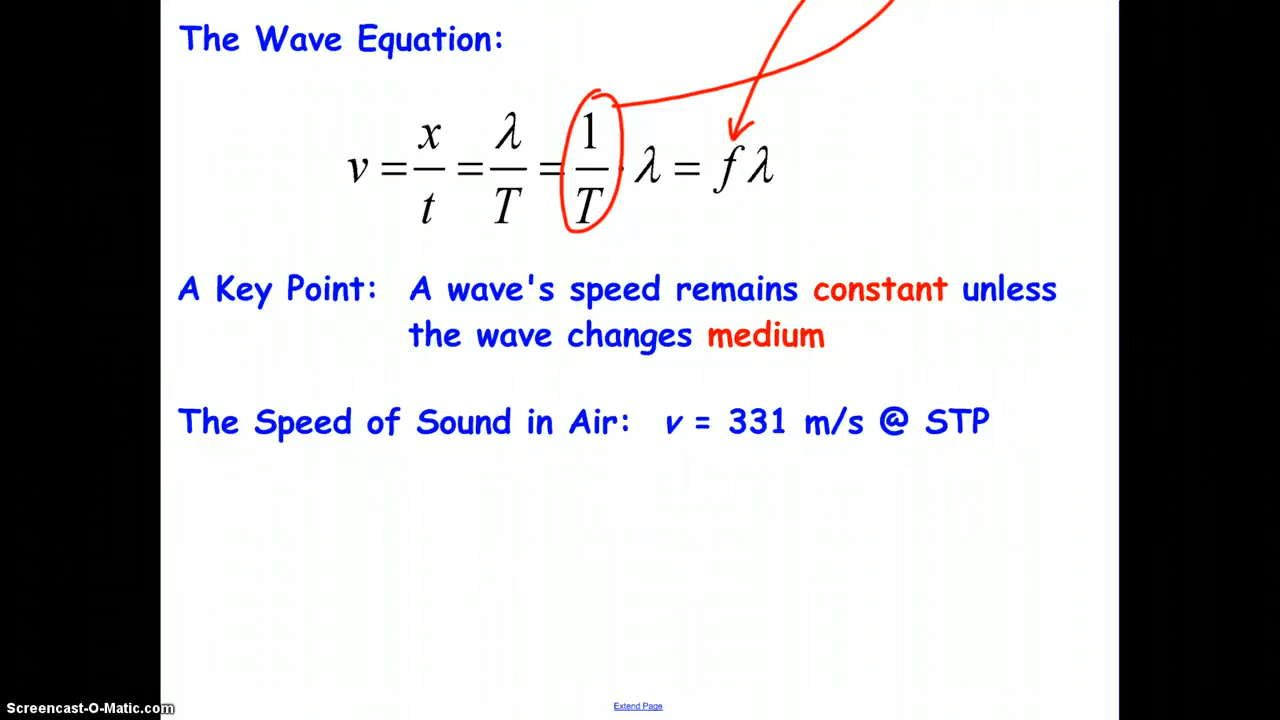 The Wave Equation:
v = x/t = λ/T = 1/T · λ = fλ
A Key Point: A wave's speed remains constant unless
the wave changes medium
The Speed of Sound in Air: v = 331 m/s @ STP
Screencast-O-Matic.com
Extend Page